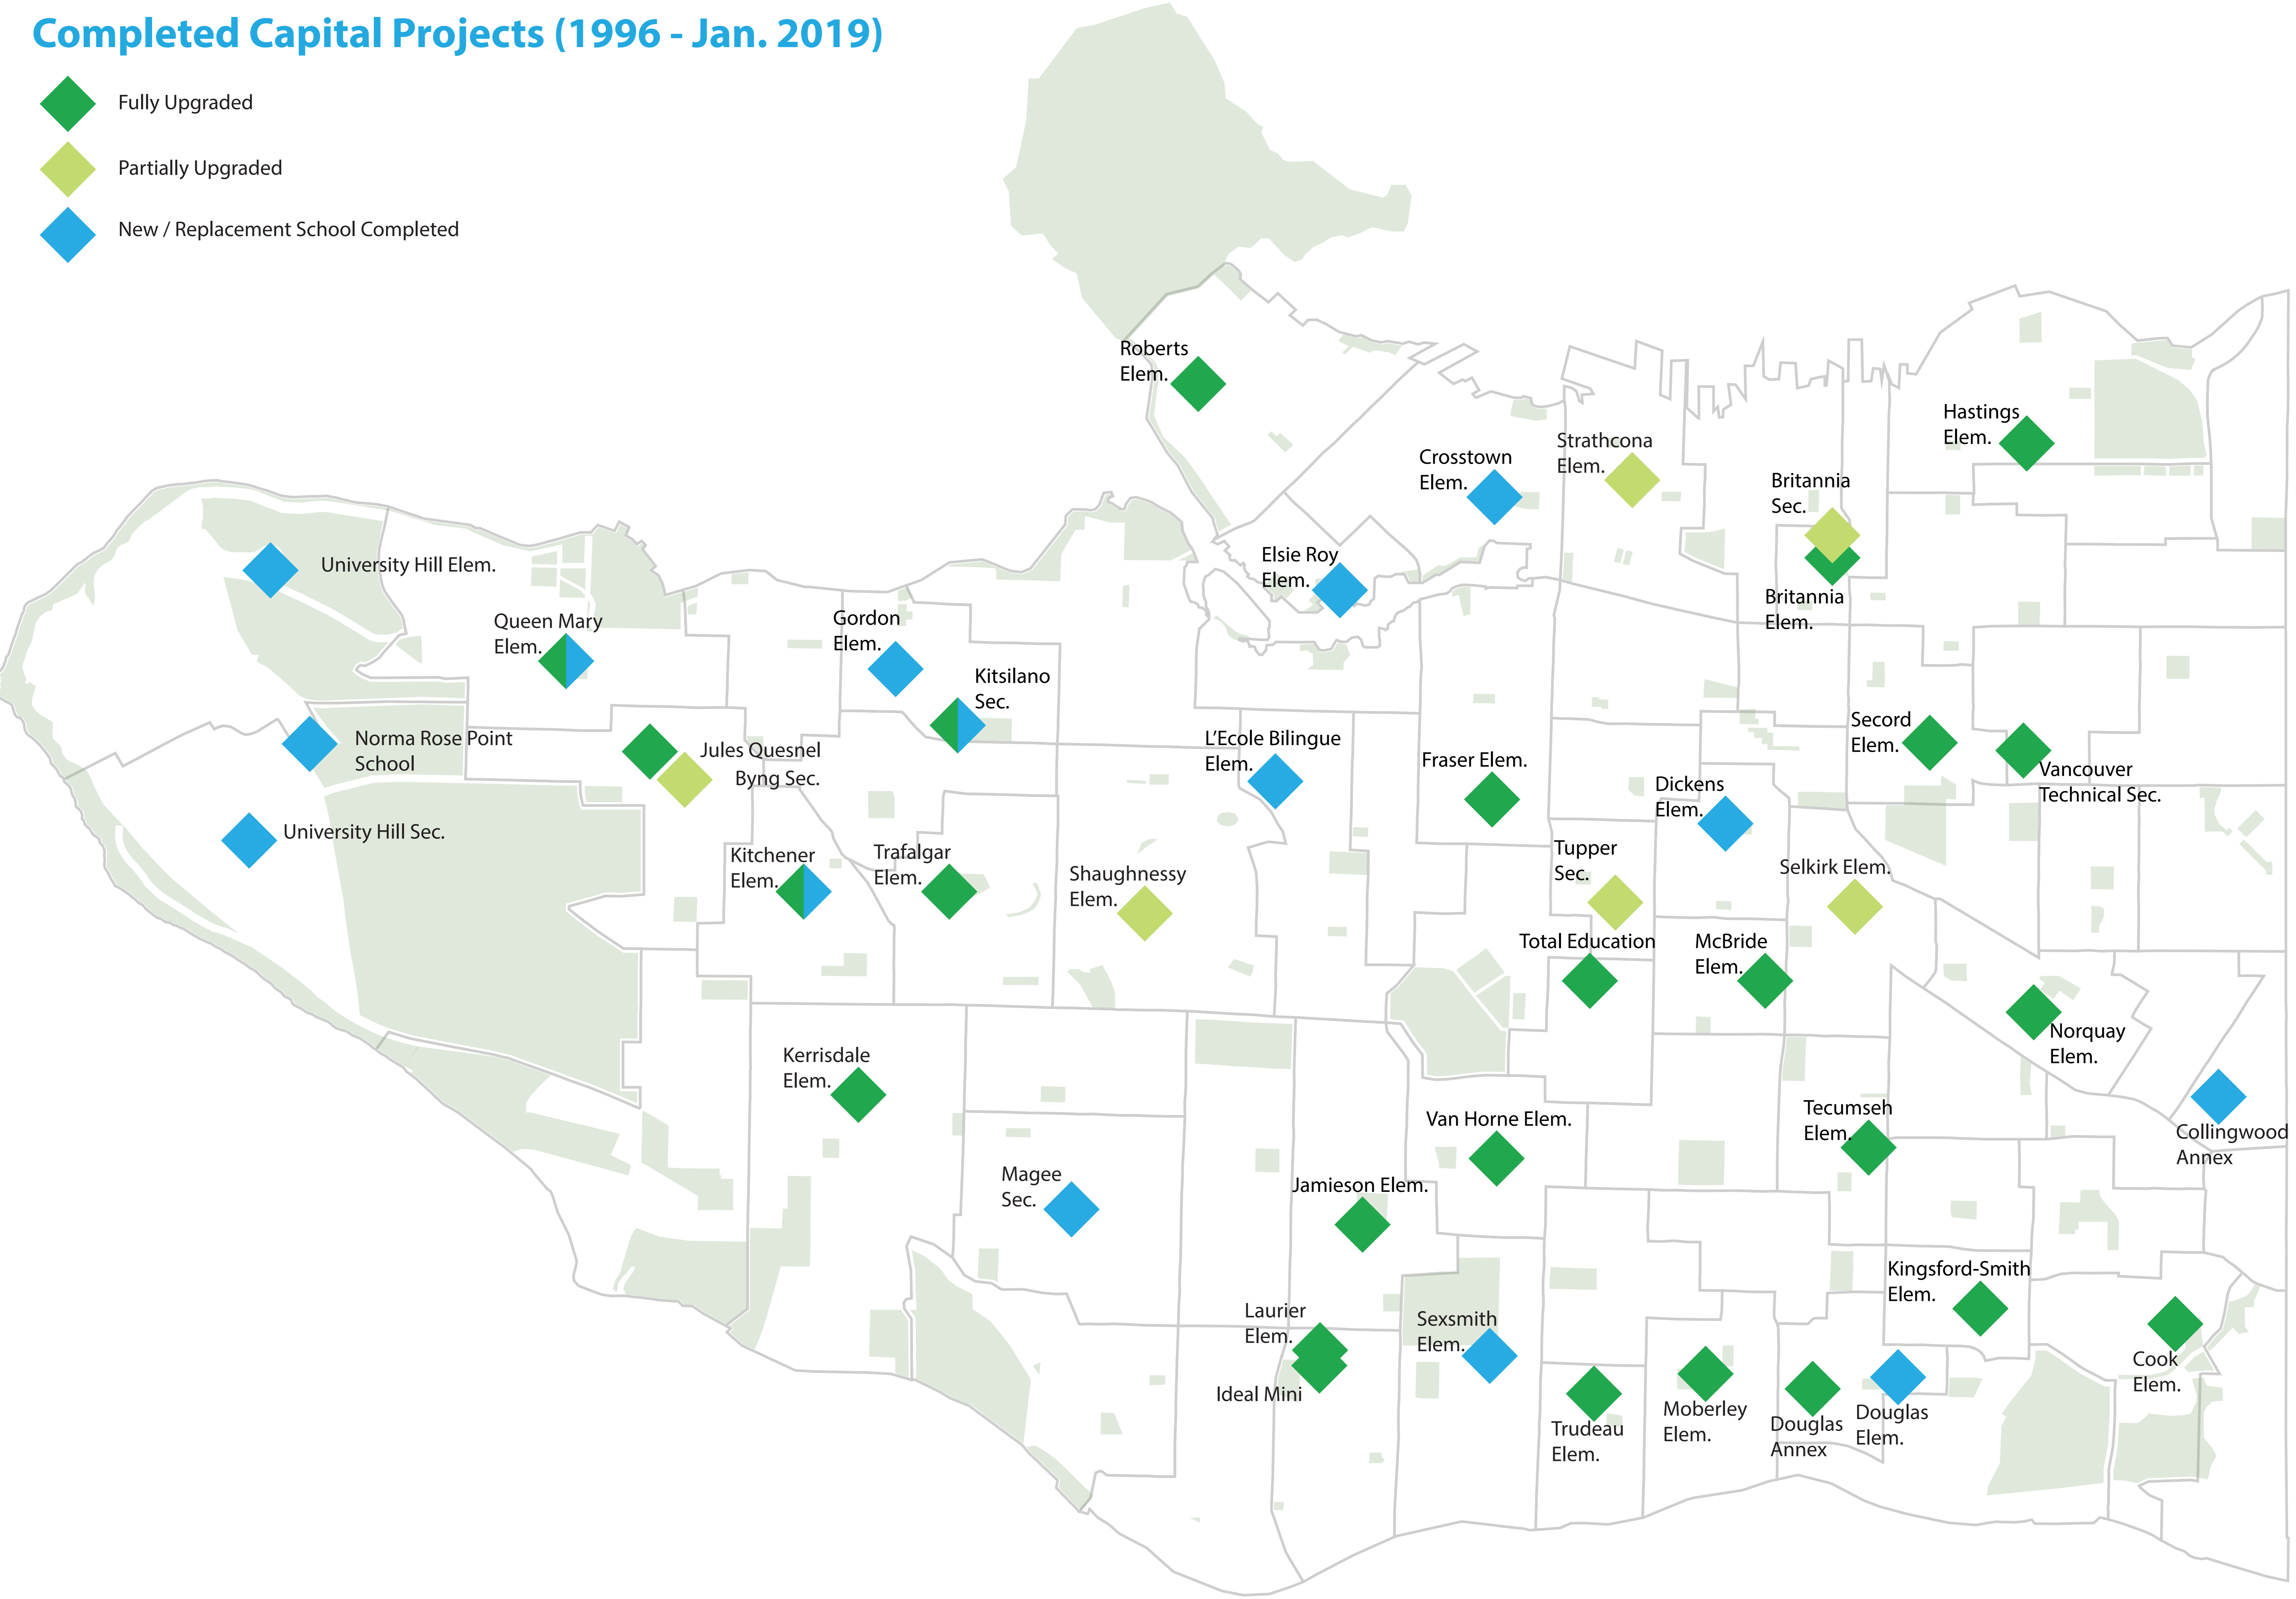 Completed Capital Projects (1996 - Jan. 2019)
Fully Upgraded
Partially Upgraded
New / Replacement School Completed
Roberts
Elem.
Hastings
Elem.
Strathcona
Elem.
Crosstown
Elem.
Britannia
Sec.
Elsie Roy
Elem.
University Hill Elem.
Britannia
Elem.
Queen Mary
Elem.
Gordon
Elem.
Kitsilano
Sec.
Norma Rose Point
School
Jules Quesnel
Byng Sec.
L'Ecole Bilingue
Elem.
Fraser Elem.
Secord
Elem.
Vancouver
Technical Sec.
Dickens
Elem.
University Hill Sec.
Kitchener
Elem.
Trafalgar
Elem.
Shaughnessy
Elem.
Tupper
Sec.
Selkirk Elem.
Total Education
McBride
Elem.
Norquay
Elem.
Kerrisdale
Elem.
Van Horne Elem.
Tecumseh
Elem.
Collingwood
Annex
Magee
Sec.
Jamieson Elem.
Kingsford-Smith
Elem.
Laurier
Elem.
Sexsmith
Elem.
Ideal Mini
Cook
Elem.
Trudeau
Elem.
Moberley
Elem.
Douglas
Annex
Douglas
Elem.